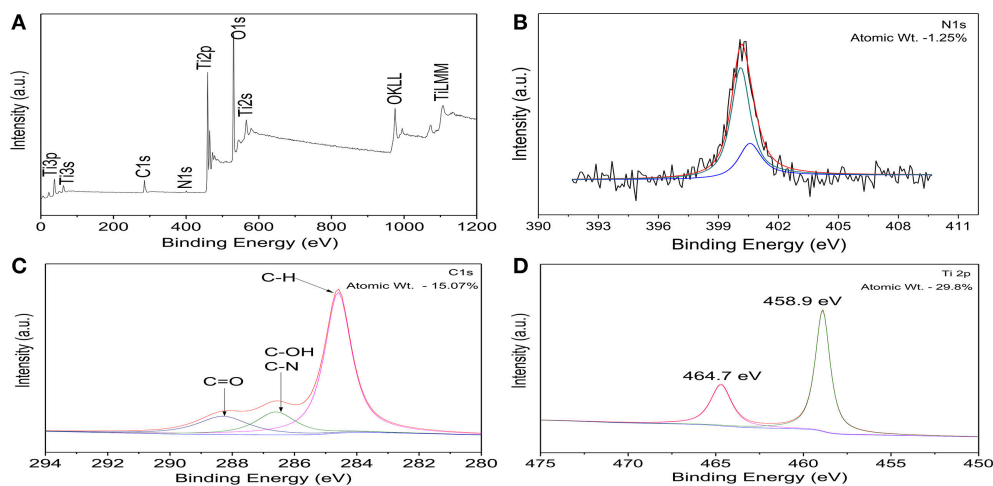 A
Intensity (a.u.)
Ti3p
Ti3s
C1s
N1s
Ti2p
O1s
Ti2s
OKLL
TiLMM
0 200 400 600 800 1000 1200
Binding Energy (eV)
B
N1s
Atomic Wt. -1.25%
Intensity (a.u.)
390 393 396 399 402 405 408 411
Binding Energy (eV)
C
C1s
Atomic Wt. - 15.07%
C-H
C-OH
C-N
C=O
Intensity (a.u.)
294 292 290 288 286 284 282 280
Binding Energy (eV)
D
Ti 2p
Atomic Wt. - 29.8%
458.9 eV
464.7 eV
Intensity (a.u.)
475 470 465 460 455 450
Binding Energy (eV)